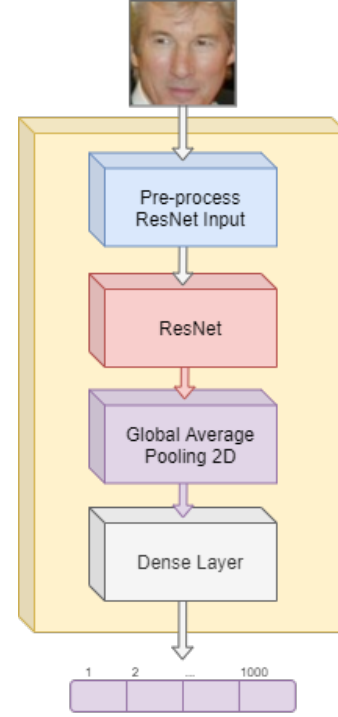 Pre-process
ResNet Input
ResNet
Global Average
Pooling 2D
Dense Layer
1 2 ... 1000